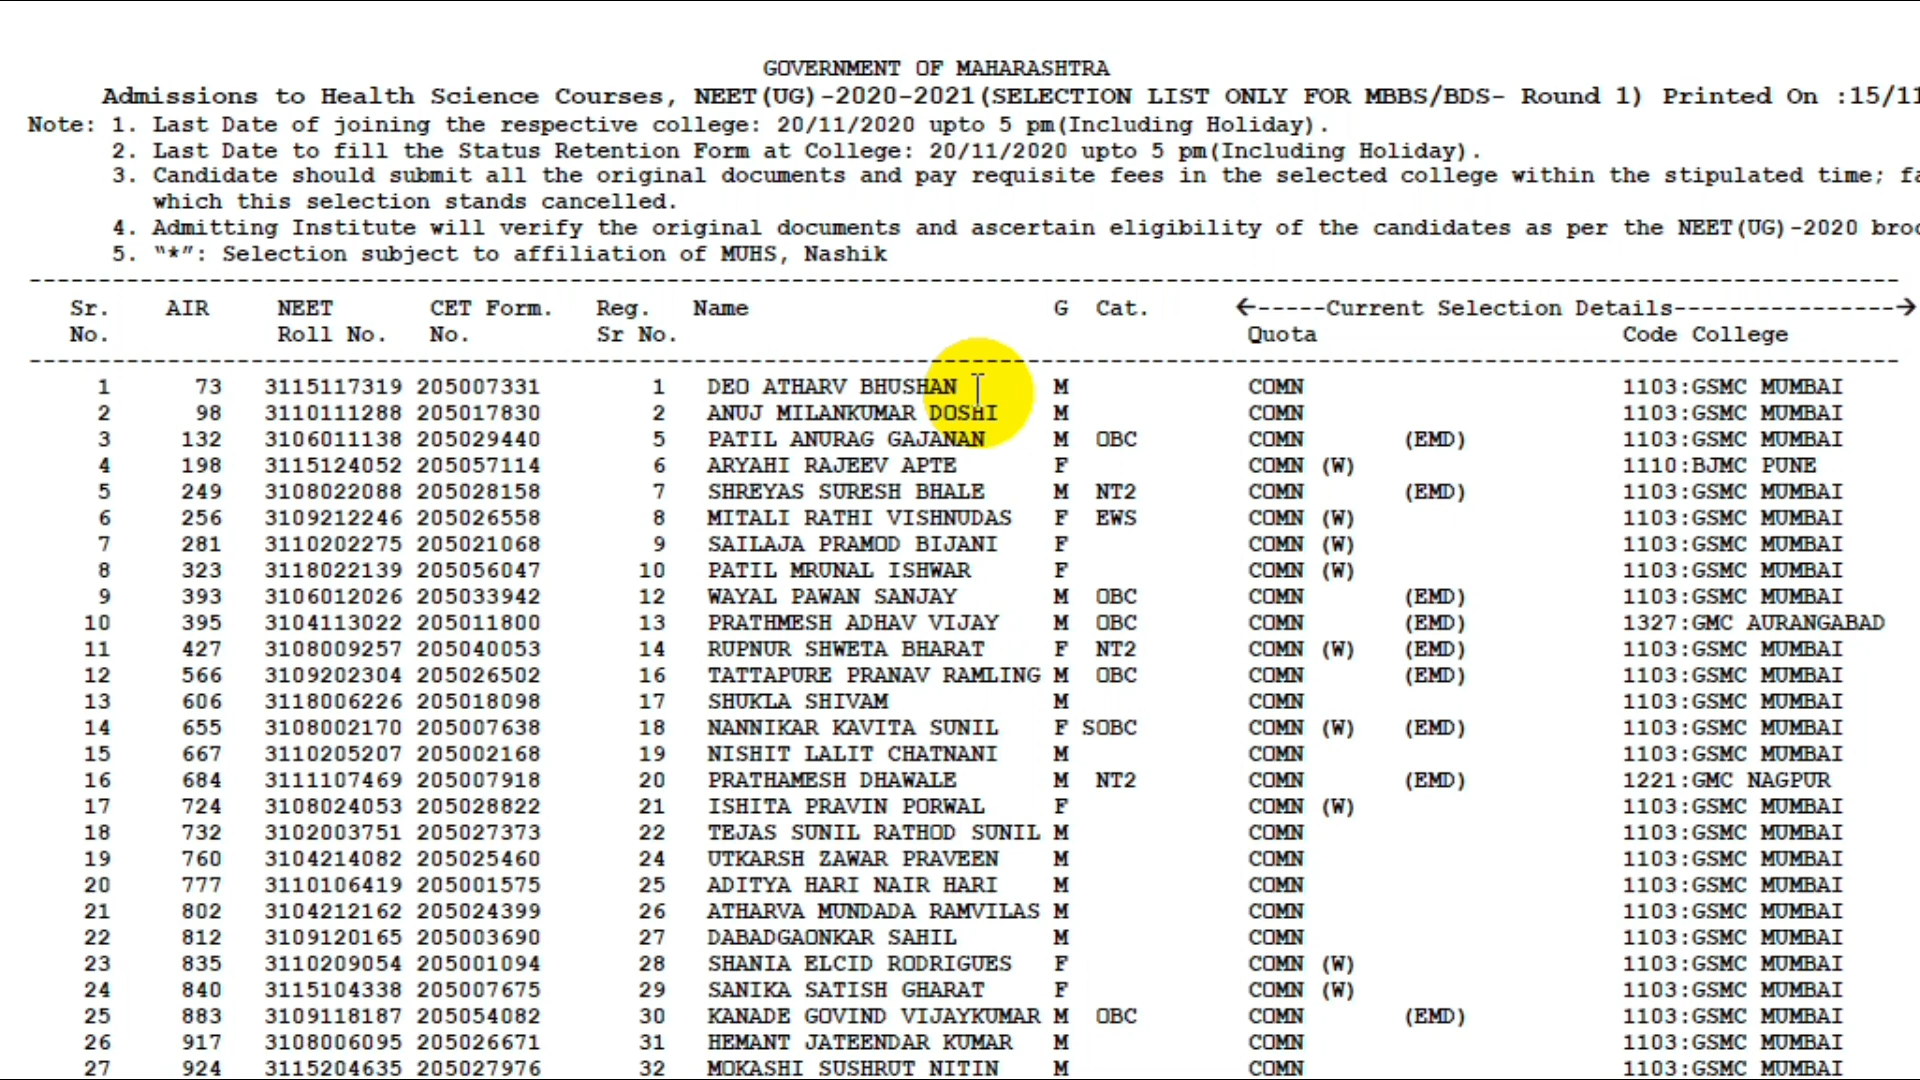 GOVERNMENT OF MAHARASHTRA
Admissions to Health Science Courses, NEET(UG)-2020-2021(SELECTION LIST ONLY FOR MBBS/BDS- Round 1) Printed On :15/11
Note: 1. Last Date of joining the respective college: 20/11/2020 upto 5 pm(Including Holiday).
2. Last Date to fill the Status Retention Form at College: 20/11/2020 upto 5 pm(Including Holiday).
3. Candidate should submit all the original documents and pay requisite fees in the selected college within the stipulated time; fa
which this selection stands cancelled.
4. Admitting Institute will verify the original documents and ascertain eligibility of the candidates as per the NEET(UG)-2020 broc
5. “*”: Selection subject to affiliation of MUHS, Nashik
Sr. AIR NEET CET Form. Reg. Name G Cat. ←-----Current Selection Details----------------→
No. Roll No. No. Sr No. Quota Code College
1 73 3115117319 205007331 1 DEO ATHARV BHUSHAN M COMN 1103:GSMC MUMBAI
2 98 3110111288 205017830 2 ANUJ MILANKUMAR DOSHI M COMN 1103:GSMC MUMBAI
3 132 3106011138 205029440 5 PATIL ANURAG GAJANAN M OBC COMN (EMD) 1103:GSMC MUMBAI
4 198 3115124052 205057114 6 ARYAHI RAJEEV APTE F COMN (W) 1110:BJMC PUNE
5 249 3108022088 205028158 7 SHREYAS SURESH BHALE M NT2 COMN (EMD) 1103:GSMC MUMBAI
6 256 3109212246 205026558 8 MITALI RATHI VISHNUDAS F EWS COMN (W) 1103:GSMC MUMBAI
7 281 3110202275 205021068 9 SAILAJA PRAMOD BIJANI F COMN (W) 1103:GSMC MUMBAI
8 323 3118022139 205056047 10 PATIL MRUNAL ISHWAR F COMN (W) 1103:GSMC MUMBAI
9 393 3106012026 205033942 12 WAYAL PAWAN SANJAY M OBC COMN (EMD) 1103:GSMC MUMBAI
10 395 3104113022 205011800 13 PRATHMESH ADHAV VIJAY M OBC COMN (EMD) 1327:GMC AURANGABAD
11 427 3108009257 205040053 14 RUPNUR SHWETA BHARAT F NT2 COMN (W) (EMD) 1103:GSMC MUMBAI
12 566 3109202304 205026502 16 TATTAPURE PRANAV RAMLING M OBC COMN (EMD) 1103:GSMC MUMBAI
13 606 3118006226 205018098 17 SHUKLA SHIVAM M COMN 1103:GSMC MUMBAI
14 655 3108002170 205007638 18 NANNIKAR KAVITA SUNIL F SOBC COMN (W) (EMD) 1103:GSMC MUMBAI
15 667 3110205207 205002168 19 NISHIT LALIT CHATNANI M COMN 1103:GSMC MUMBAI
16 684 3111107469 205007918 20 PRATHAMESH DHAWALE M NT2 COMN (EMD) 1221:GMC NAGPUR
17 724 3108024053 205028822 21 ISHITA PRAVIN PORWAL F COMN (W) 1103:GSMC MUMBAI
18 732 3102003751 205027373 22 TEJAS SUNIL RATHOD SUNIL M COMN 1103:GSMC MUMBAI
19 760 3104214082 205025460 24 UTKARSH ZAWAR PRAVEEN M COMN 1103:GSMC MUMBAI
20 777 3110106419 205001575 25 ADITYA HARI NAIR HARI M COMN 1103:GSMC MUMBAI
21 802 3104212162 205024399 26 ATHARVA MUNDADA RAMVILAS M COMN 1103:GSMC MUMBAI
22 812 3109120165 205003690 27 DABADGAONKAR SAHIL M COMN 1103:GSMC MUMBAI
23 835 3110209054 205001094 28 SHANIA ELCID RODRIGUES F COMN (W) 1103:GSMC MUMBAI
24 840 3115104338 205007675 29 SANIKA SATISH GHARAT F COMN (W) 1103:GSMC MUMBAI
25 883 3109118187 205054082 30 KANADE GOVIND VIJAYKUMAR M OBC COMN (EMD) 1103:GSMC MUMBAI
26 917 3108006095 205026671 31 HEMANT JATEENDAR KUMAR M COMN 1103:GSMC MUMBAI
27 924 3115204635 205027976 32 MOKASHI SUSHRUT NITIN M COMN 1103:GSMC MUMBAI